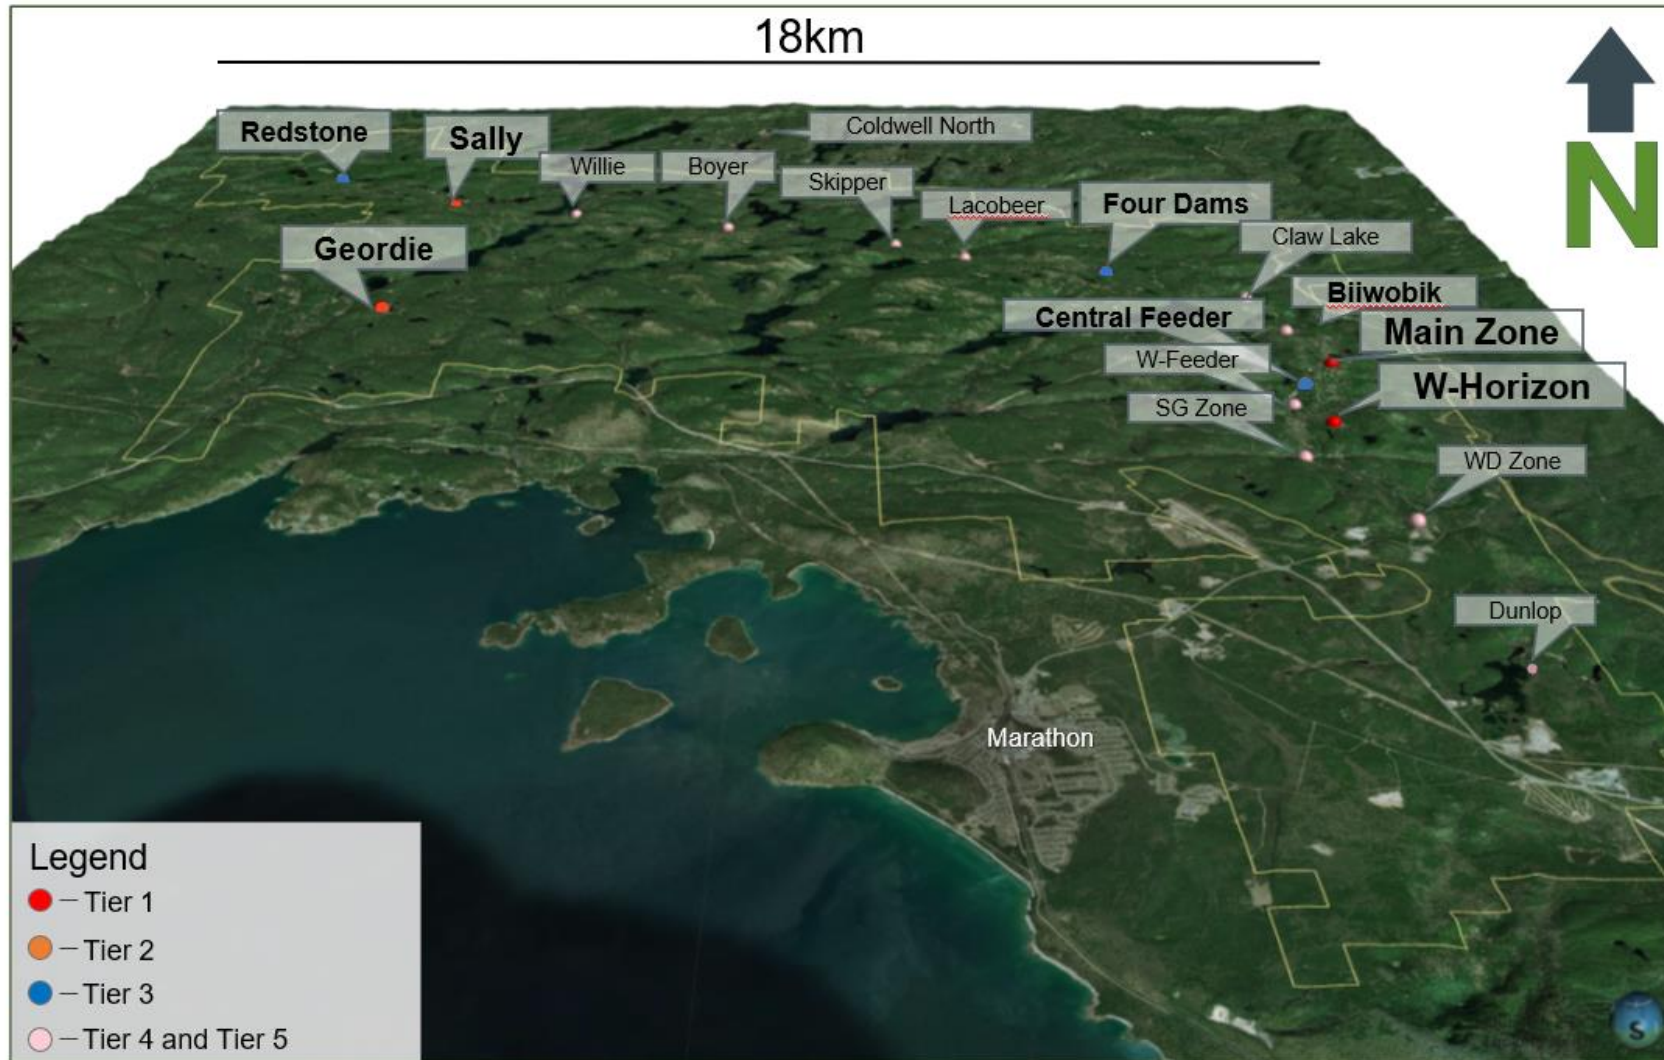 18km
N
Coldwell North
Redstone
Sally
Willie
Boyer
Skipper
Lacobeer
Four Dams
Claw Lake
Geordie
Biiwobik
Central Feeder
Main Zone
W-Feeder
W-Horizon
SG Zone
WD Zone
Dunlop
Marathon
Legend
– Tier 1
– Tier 2
– Tier 3
– Tier 4 and Tier 5
S